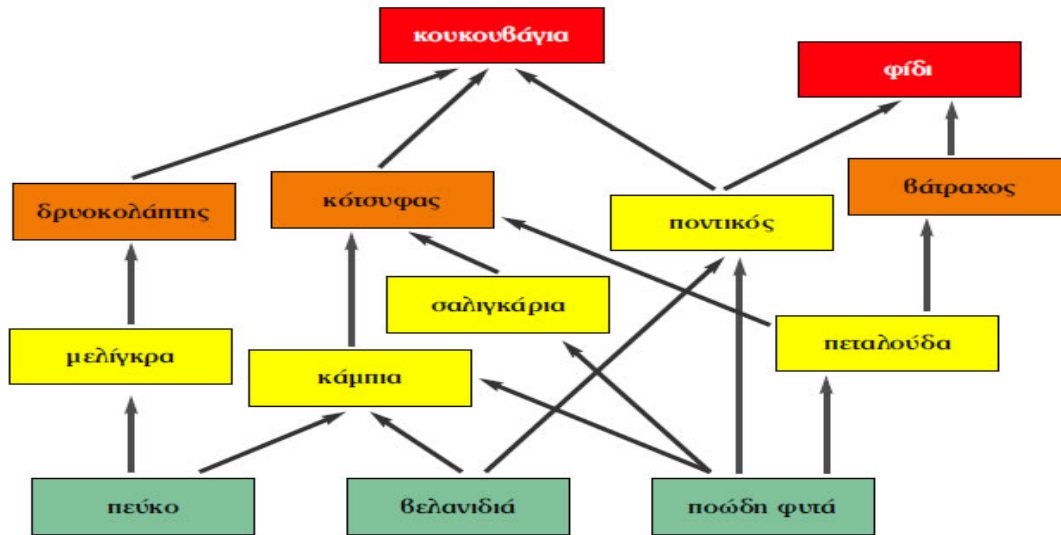 κουκουβάγια
φίδι
δρυοκολάπτης
κότσυφας
ποντικός
βάτραχος
σαλιγκάρια
μελίγκρα
κάμπια
πεταλούδα
πεύκο
βελανιδιά
ποώδη φυτά